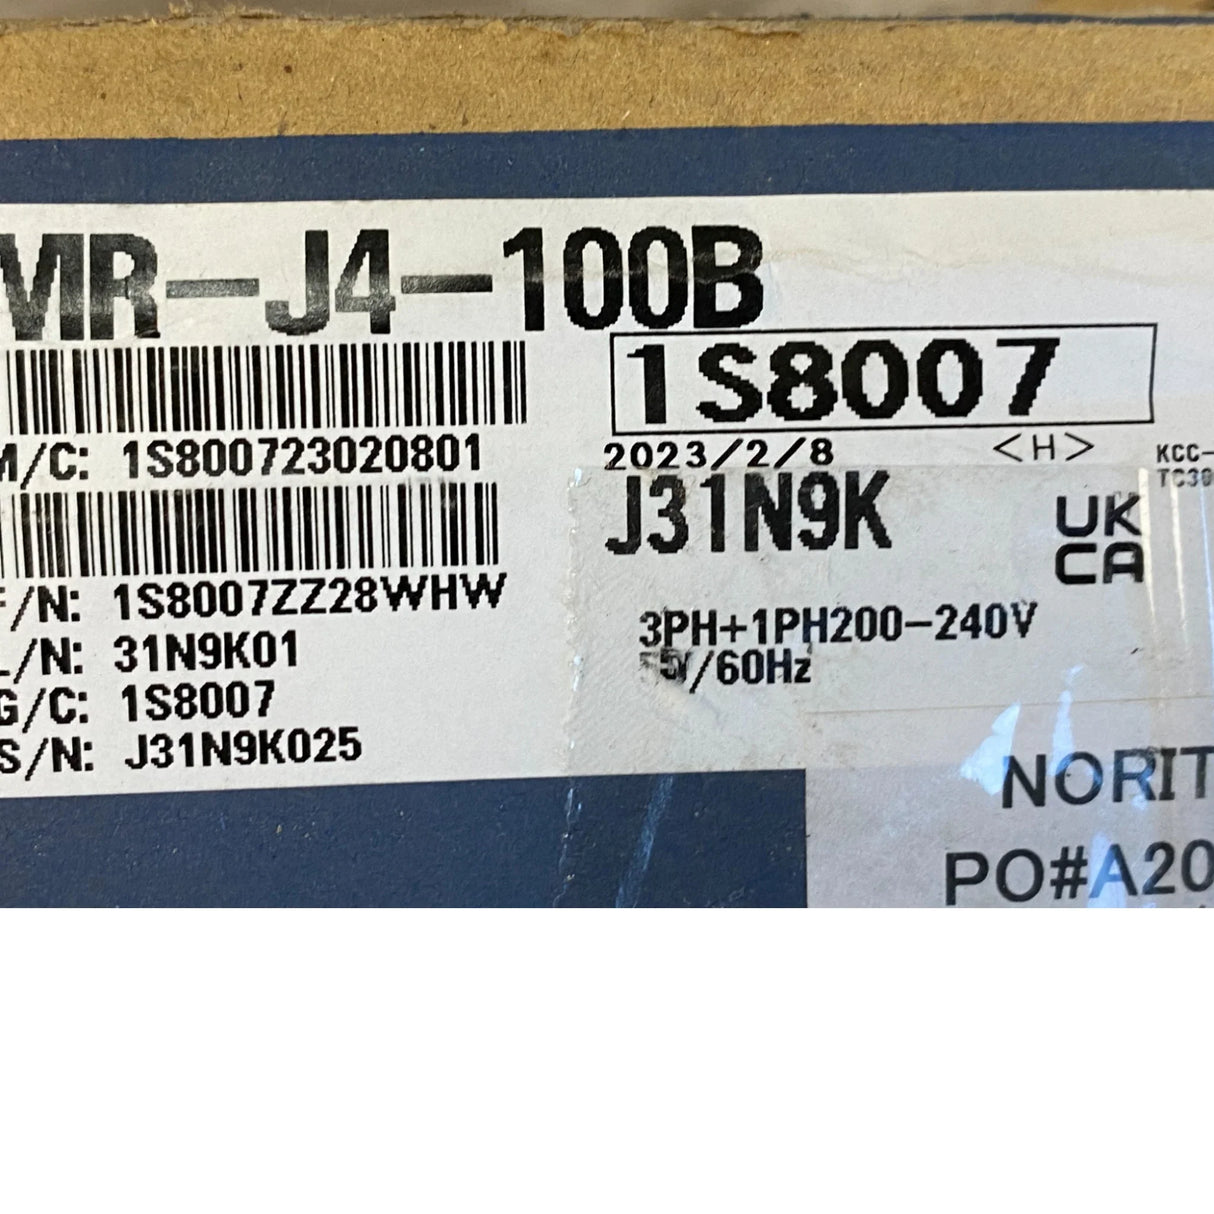 MR-J4-100B
1S8007
M/C: 1S800723020801
2023/2/8 <H>
KCC-
J31N9K
UK
CA
F/N: 1S8007ZZ28WHW
3PH+1PH200-240V
/60Hz
L/N: 31N9K01
G/C: 1S8007
S/N: J31N9K025
NORIT
PO#A20